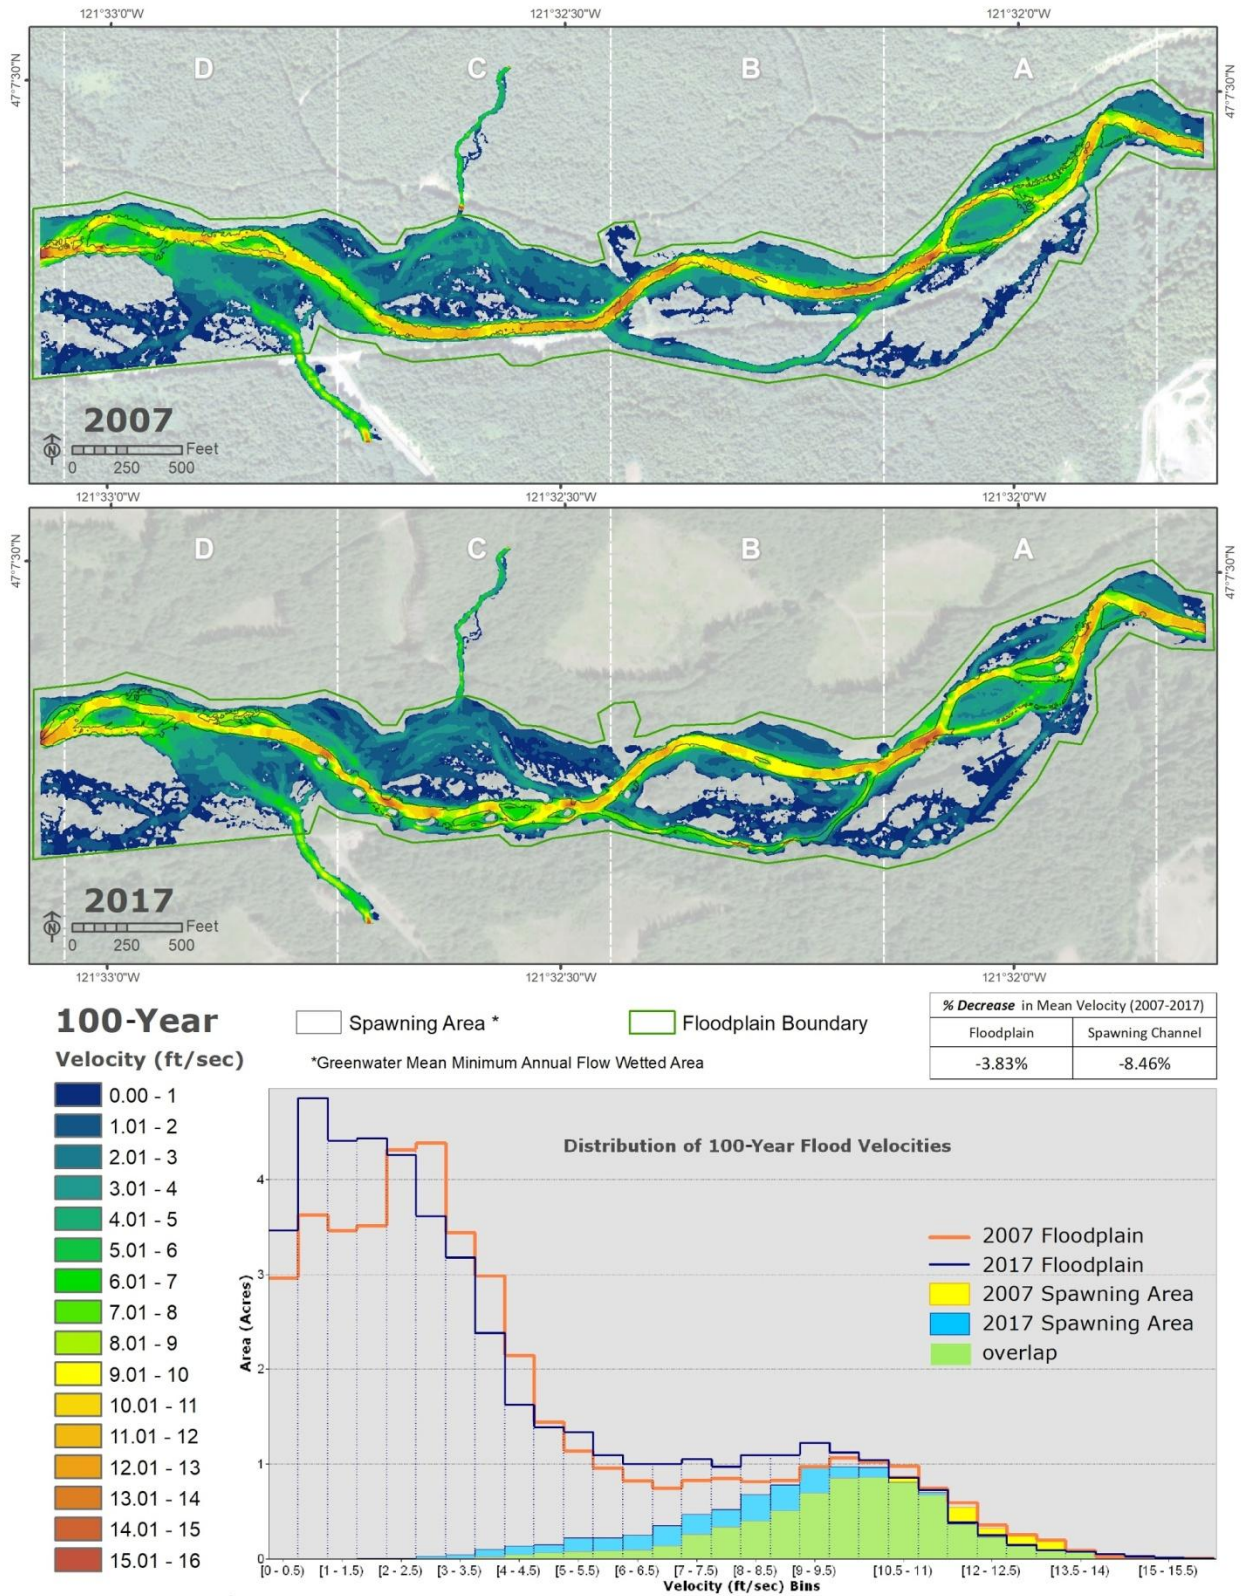 121°33'0"W 121°32'30"W 121°32'0"W
47°7'30"N 47°7'30"N
D C B A
2007
Feet
0 250 500
121°33'0"W 121°32'30"W 121°32'0"W
47°7'30"N 47°7'30"N
D C B A
2017
Feet
0 250 500
121°33'0"W 121°32'30"W 121°32'0"W
100-Year
Velocity (ft/sec)
0.00 - 1
1.01 - 2
2.01 - 3
3.01 - 4
4.01 - 5
5.01 - 6
6.01 - 7
7.01 - 8
8.01 - 9
9.01 - 10
10.01 - 11
11.01 - 12
12.01 - 13
13.01 - 14
14.01 - 15
15.01 - 16
Spawning Area *
Floodplain Boundary
*Greenwater Mean Minimum Annual Flow Wetted Area
% Decrease in Mean Velocity (2007-2017)
Floodplain Spawning Channel
-3.83% -8.46%
Distribution of 100-Year Flood Velocities
2007 Floodplain
2017 Floodplain
2007 Spawning Area
2017 Spawning Area
overlap
Area (Acres)
4
3
2
1
0
[0 - 0.5) [1 - 1.5) [2 - 2.5) [3 - 3.5) [4 - 4.5) [5 - 5.5) [6 - 6.5) [7 - 7.5) [8 - 8.5) [9 - 9.5) [10.5 - 11) [12 - 12.5) [13.5 - 14) [15 - 15.5)
Velocity (ft/sec) Bins